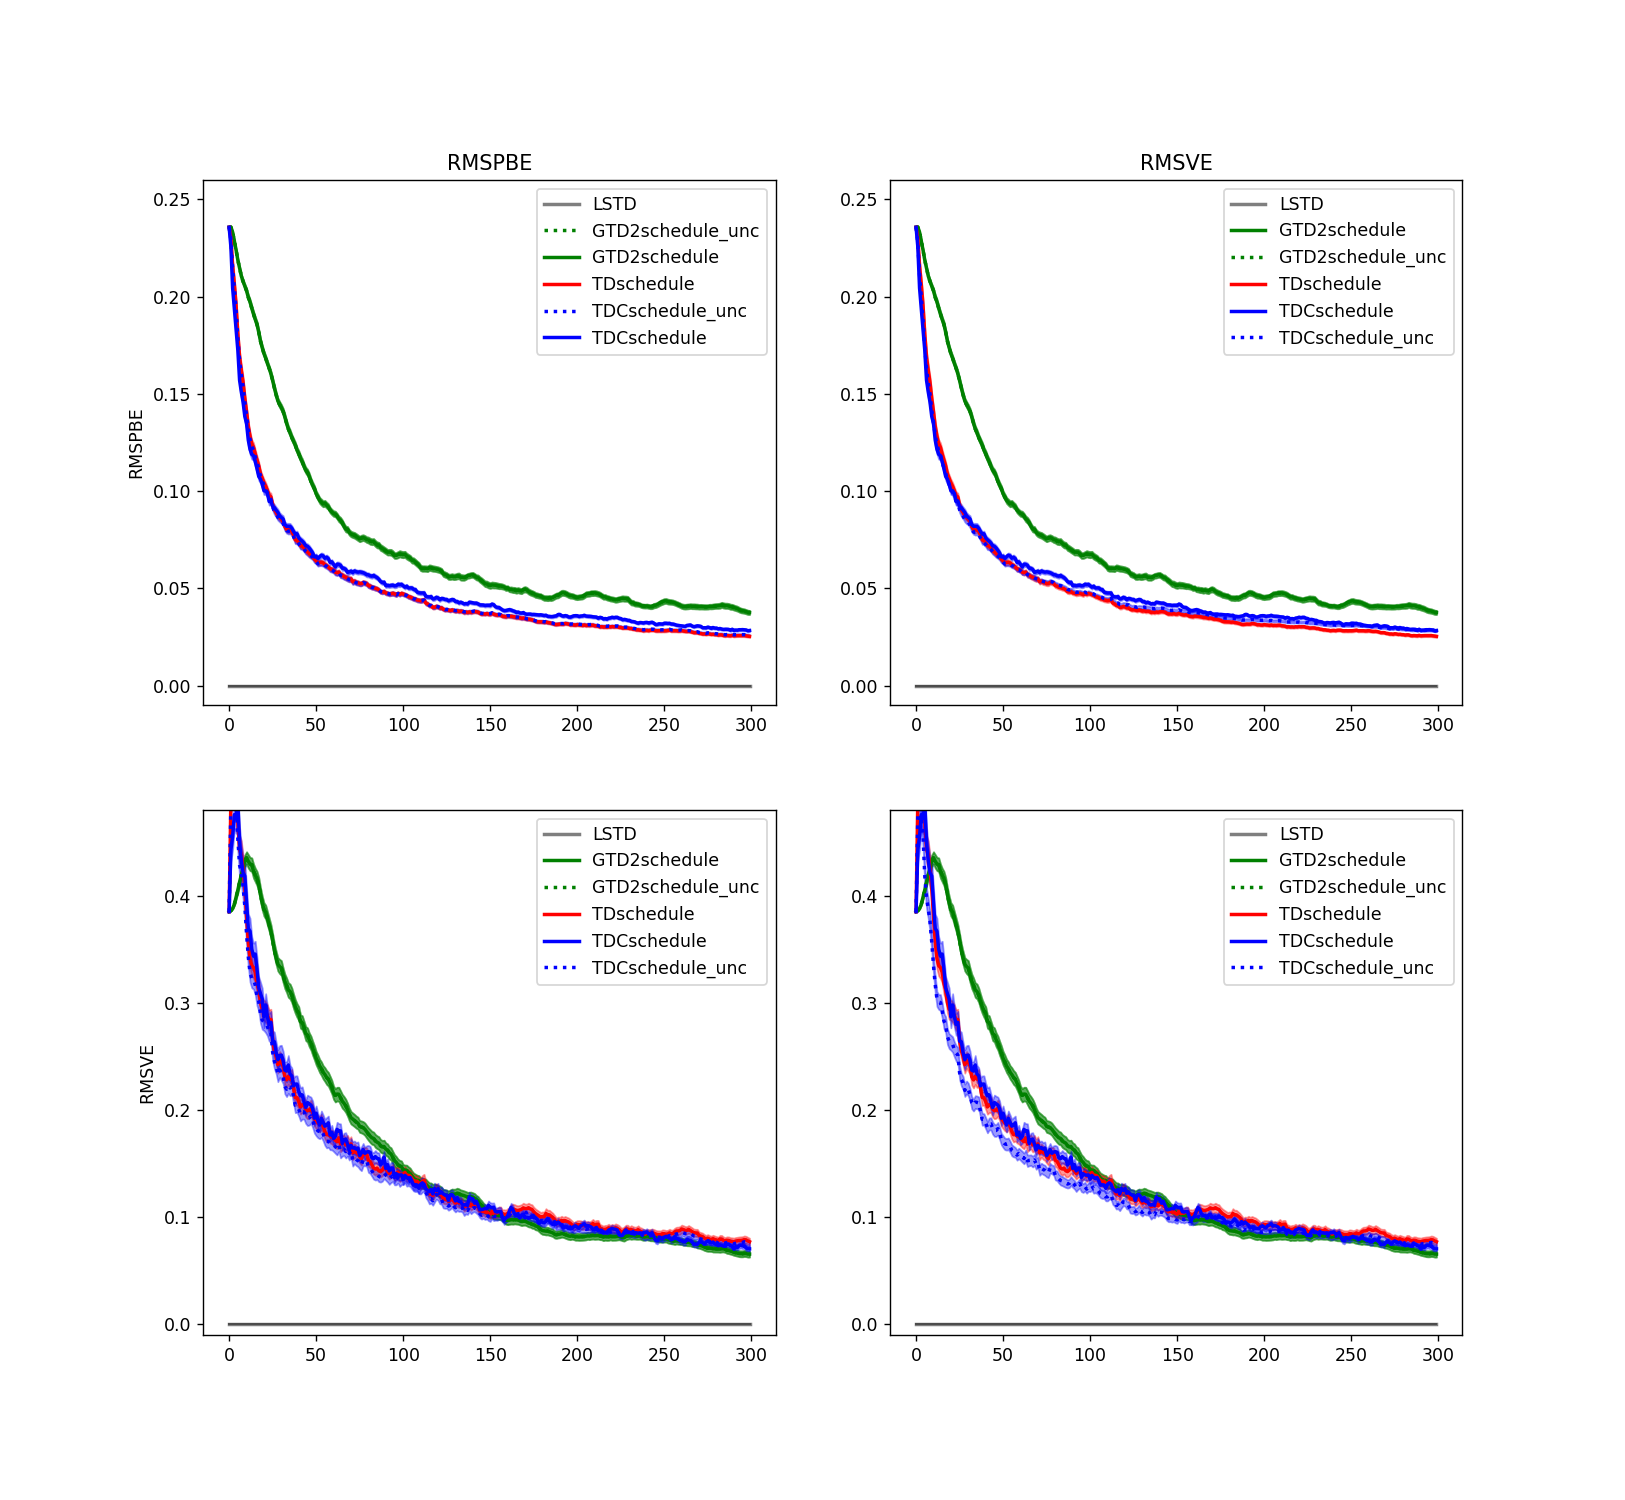 RMSPBE
RMSPBE
0.25
0.20
0.15
0.10
0.05
0.00
0 50 100 150 200 250 300
LSTD
GTD2schedule_unc
GTD2schedule
TDschedule
TDCschedule_unc
TDCschedule
RMSVE
0.25
0.20
0.15
0.10
0.05
0.00
0 50 100 150 200 250 300
LSTD
GTD2schedule
GTD2schedule_unc
TDschedule
TDCschedule
TDCschedule_unc
RMSVE
0.4
0.3
0.2
0.1
0.0
0 50 100 150 200 250 300
LSTD
GTD2schedule
GTD2schedule_unc
TDschedule
TDCschedule
TDCschedule_unc
0.4
0.3
0.2
0.1
0.0
0 50 100 150 200 250 300
LSTD
GTD2schedule
GTD2schedule_unc
TDschedule
TDCschedule
TDCschedule_unc